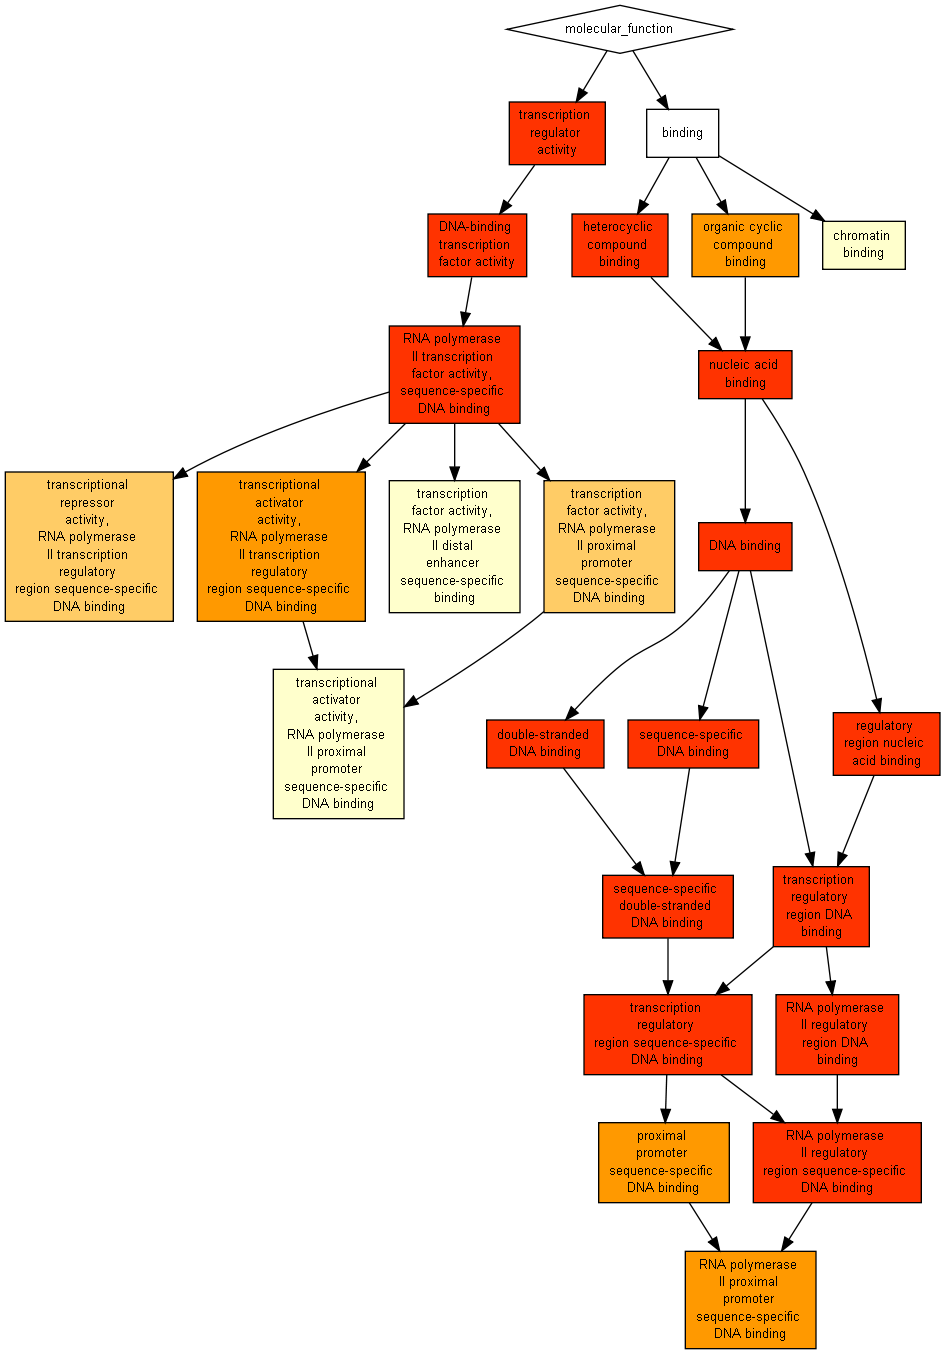 molecular_function
transcription
regulator
activity
binding
DNA-binding
transcription
factor activity
heterocyclic
compound
binding
organic cyclic
compound
binding
chromatin
binding
RNA polymerase
II transcription
factor activity,
sequence-specific
DNA binding
nucleic acid
binding
transcriptional
repressor
activity,
RNA polymerase
II transcription
regulatory
region sequence-specific
DNA binding
transcriptional
activator
activity,
RNA polymerase
II transcription
regulatory
region sequence-specific
DNA binding
transcription
factor activity,
RNA polymerase
II distal
enhancer
sequence-specific
binding
transcription
factor activity,
RNA polymerase
II proximal
promoter
sequence-specific
DNA binding
DNA binding
transcriptional
activator
activity,
RNA polymerase
II proximal
promoter
sequence-specific
DNA binding
double-stranded
DNA binding
sequence-specific
DNA binding
regulatory
region nucleic
acid binding
sequence-specific
double-stranded
DNA binding
transcription
regulatory
region DNA
binding
transcription
regulatory
region sequence-specific
DNA binding
RNA polymerase
II regulatory
region DNA
binding
proximal
promoter
sequence-specific
DNA binding
RNA polymerase
II regulatory
region sequence-specific
DNA binding
RNA polymerase
II proximal
promoter
sequence-specific
DNA binding